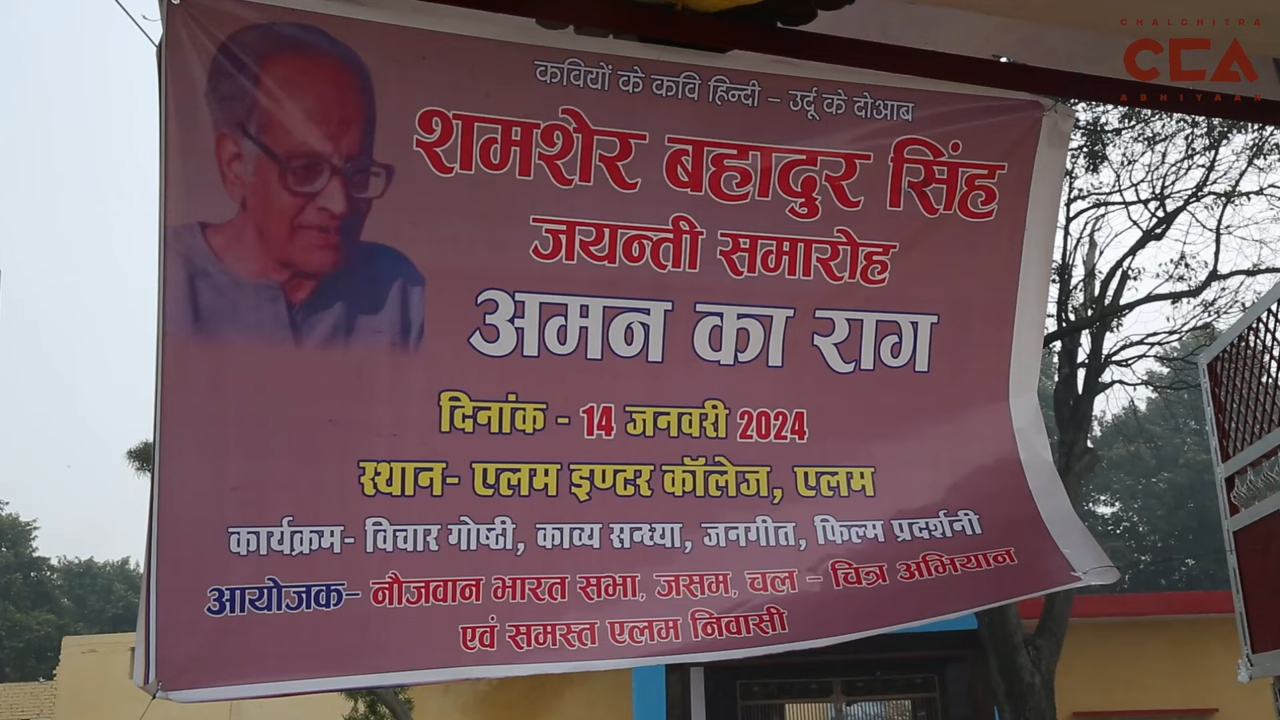 CHALCHITRA
CEA
ABHIYAAN
कवियों के कवि हिन्दी – उर्दू के दोआब
शमशेर बहादुर सिंह
जयन्ती समारोह
अमन का राग
दिनांक - 14 जनवरी 2024
स्थान- एलम इण्टर कॉलेज, एलम
कार्यक्रम- विचार गोष्ठी, काव्य सन्ध्या, जनगीत, फिल्म प्रदर्शनी
आयोजक- नौजवान भारत सभा, जसम, चल – चित्र अभियान
एवं समस्त एलम निवासी